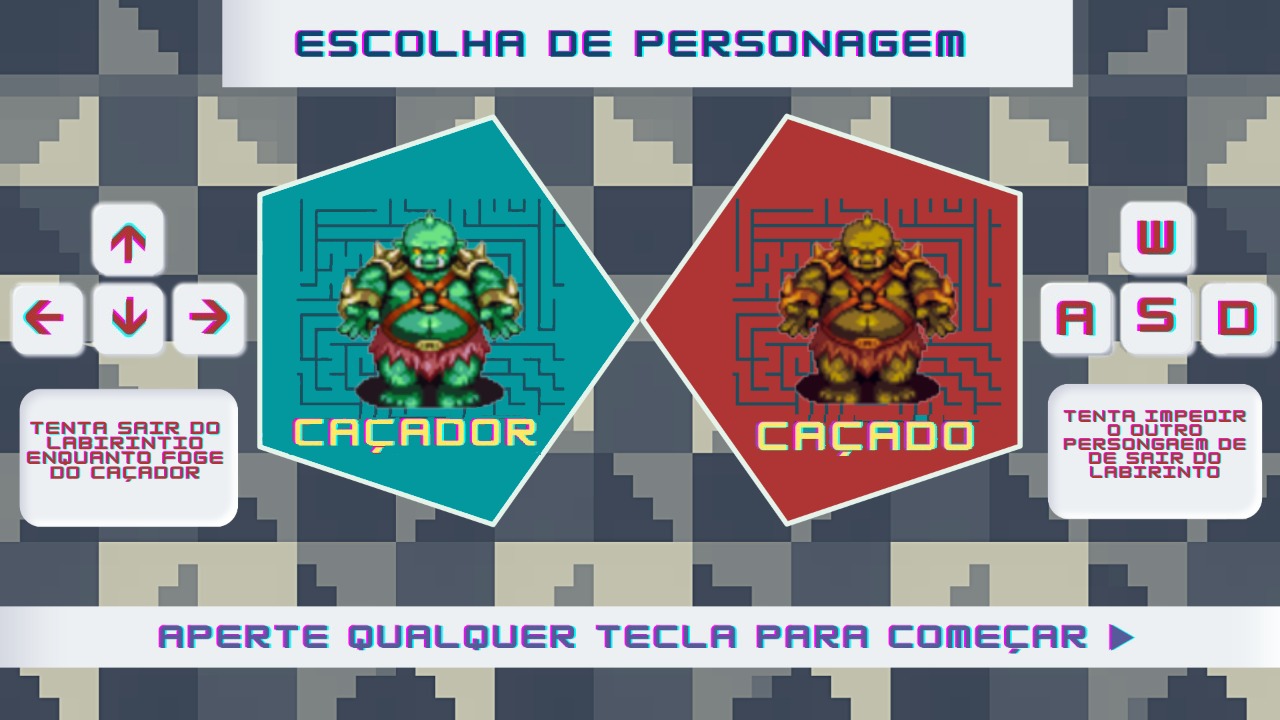 ESCOLHA DE PERSONAGEM
W
A S D
TENTA SAIR DO
LABIRINTIO
ENQUANTO FOGE
DO CAÇADOR
CAÇADOR
CAÇADO
TENTA IMPEDIR
O OUTRO
PERSONGAEM DE
DE SAIR DO
LABIRINTO
APERTE QUALQUER TECLA PARA COMEÇAR